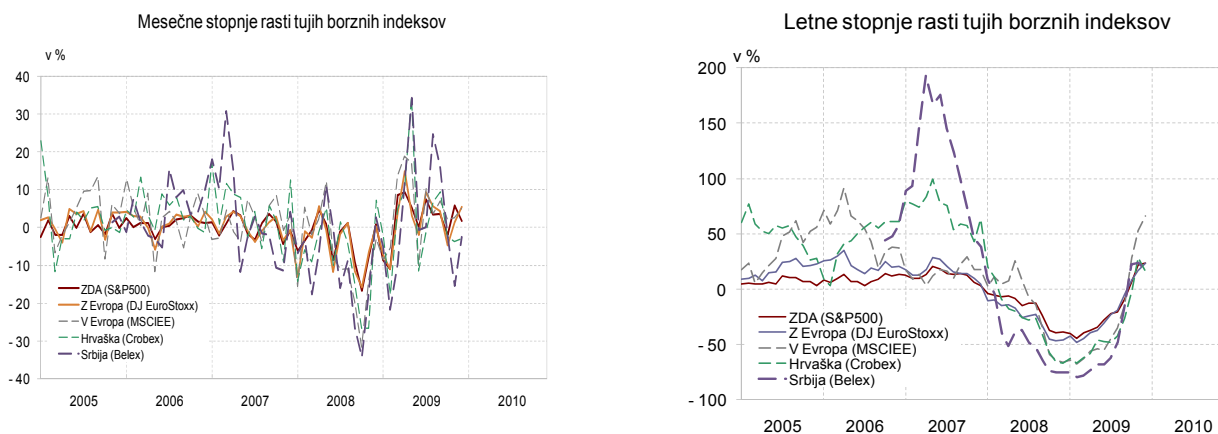 Mesečne stopnje rasti tujih borznih indeksov
v %
40
30
20
10
0
- 10
- 20
- 30
- 40
ZDA (S&P500)
Z Evropa (DJ EuroStoxx)
V Evropa (MSCIEE)
Hrvaška (Crobex)
Srbija (Belex)
2005 2006 2007 2008 2009 2010
Letne stopnje rasti tujih borznih indeksov
v %
200
150
100
50
0
- 50
- 100
ZDA (S&P500)
Z Evropa (DJ EuroStoxx)
V Evropa (MSCIEE)
Hrvaška (Crobex)
Srbija (Belex)
2005 2006 2007 2008 2009 2010